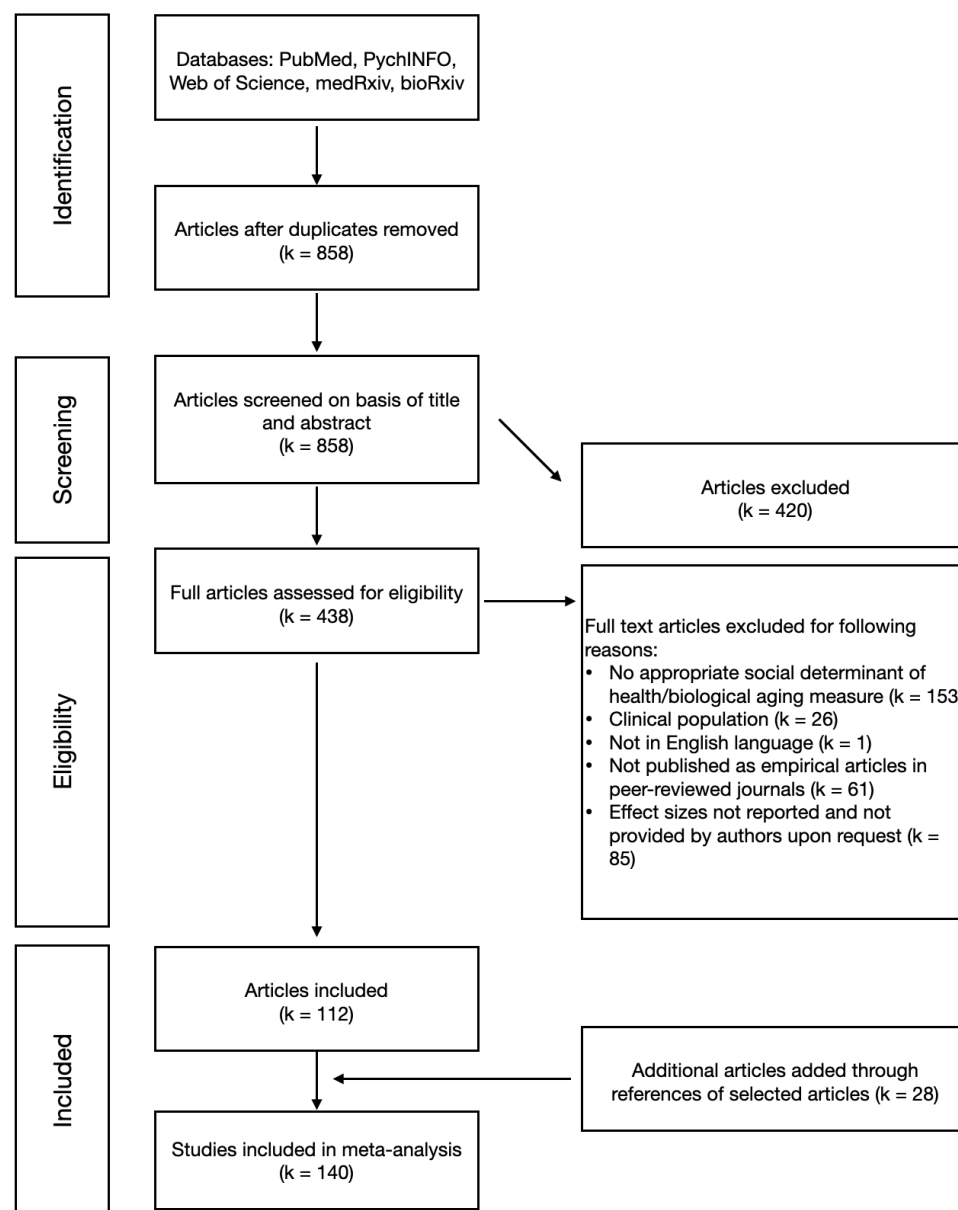 Identification
Databases: PubMed, PychINFO,
Web of Science, medRxiv, bioRxiv
Articles after duplicates removed
(k = 858)
Screening
Articles screened on basis of title
and abstract
(k = 858)
Articles excluded
(k = 420)
Eligibility
Full articles assessed for eligibility
(k = 438)
Full text articles excluded for following
reasons:
• No appropriate social determinant of
health/biological aging measure (k = 153
• Clinical population (k = 26)
• Not in English language (k = 1)
• Not published as empirical articles in
peer-reviewed journals (k = 61)
• Effect sizes not reported and not
provided by authors upon request (k =
85)
Included
Articles included
(k = 112)
Additional articles added through
references of selected articles (k = 28)
Studies included in meta-analysis
(k = 140)